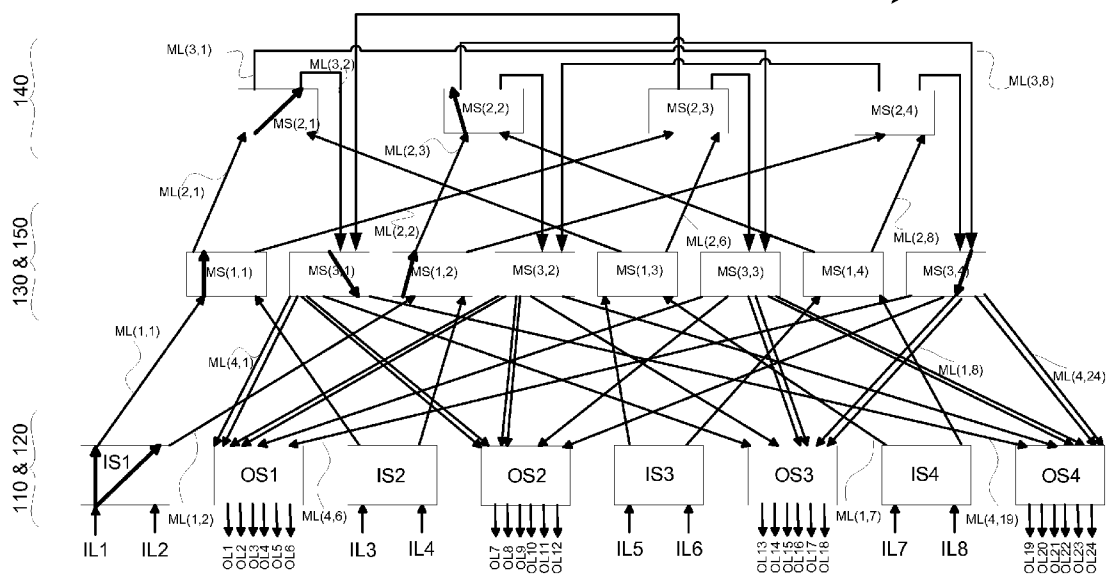 ML(3,1)
ML(3,2)
ML(3,8)
140
MS(2,1)
MS(2,2)
MS(2,3)
MS(2,4)
ML(2,3)
ML(2,1)
ML(2,2)
ML(2,6)
ML(2,8)
130 & 150
MS(1,1)
MS(3,1)
MS(1,2)
MS(3,2)
MS(1,3)
MS(3,3)
MS(1,4)
MS(3,4)
ML(1,1)
ML(4,1)
ML(1,8)
ML(4,24)
110 & 120
IS1
OS1
IS2
OS2
IS3
OS3
IS4
OS4
ML(1,2)
ML(4,6)
ML(1,7)
ML(4,19)
IL1
IL2
OL1
OL2
OL3
OL4
OL5
OL6
IL3
IL4
OL7
OL8
OL9
OL10
OL11
OL12
IL5
IL6
OL13
OL14
OL15
OL16
OL17
OL18
IL7
IL8
OL19
OL20
OL21
OL22
OL23
OL24